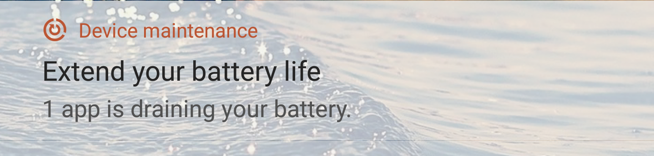 Device maintenance
Extend your battery life
1 app is draining your battery.